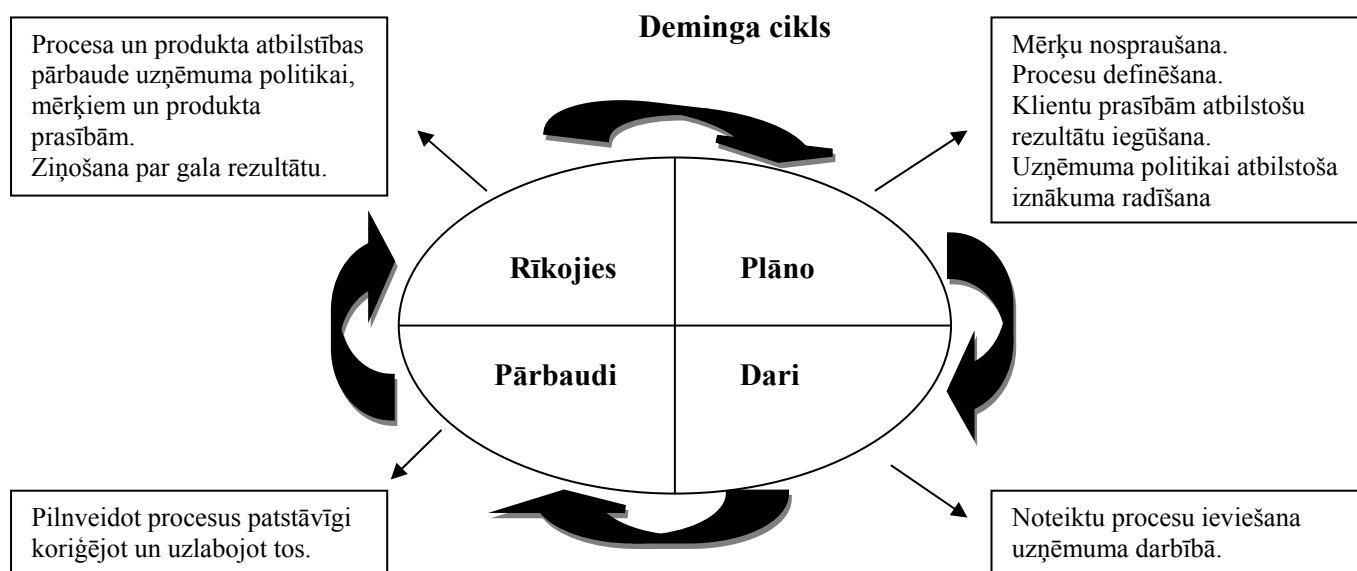 Deminga cikls
Procesa un produkta atbilstības
pārbaude uzņēmuma politikai,
mērķiem un produkta
prasībām.
Ziņošana par gala rezultātu.
Mērķu nospraušana.
Procesu definēšana.
Klientu prasībām atbilstošu
rezultātu iegūšana.
Uzņēmuma politikai atbilstoša
iznākuma radīšana
Rīkojies
Plāno
Pārbaudi
Dari
Pilnveidot procesus patstāvīgi
koriģējot un uzlabojot tos.
Noteiktu procesu ieviešana
uzņēmuma darbībā.